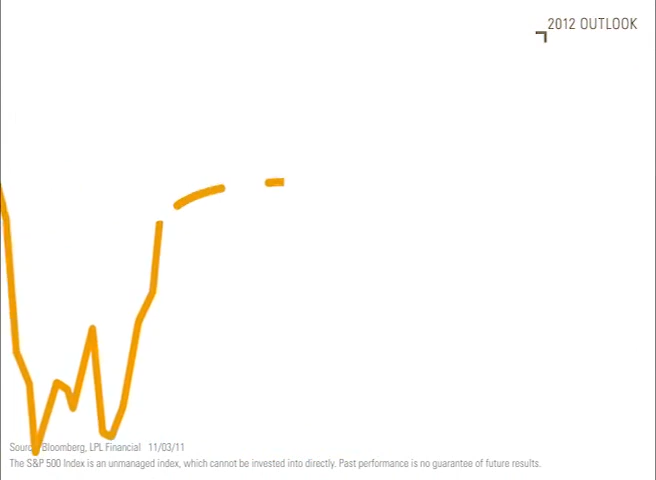 2012 OUTLOOK
Source: Bloomberg, LPL Financial 11/03/11
The S&P 500 Index is an unmanaged index, which cannot be invested into directly. Past performance is no guarantee of future results.